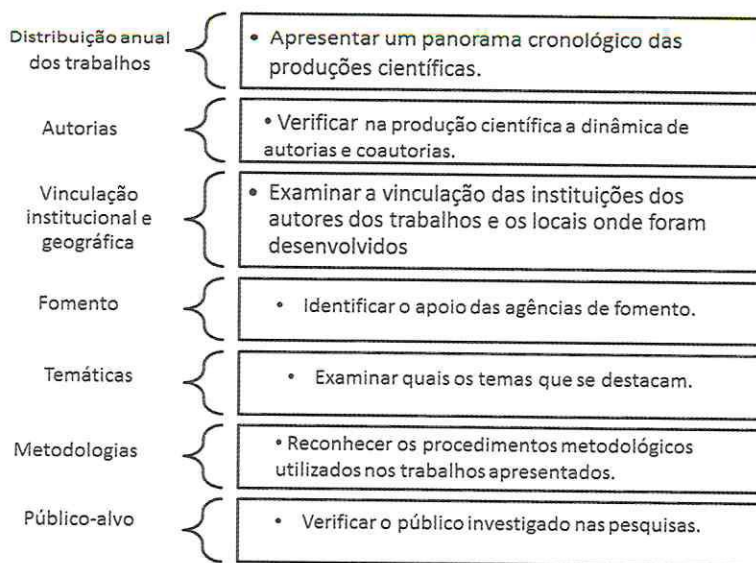 Distribuição anual
dos trabalhos
• Apresentar um panorama cronológico das
produções científicas.
Autorias
• Verificar na produção científica a dinâmica de
autorias e coautorias.
Vinculação
institucional e
geográfica
• Examinar a vinculação das instituições dos
autores dos trabalhos e os locais onde foram
desenvolvidos
Fomento
• Identificar o apoio das agências de fomento.
Temáticas
• Examinar quais os temas que se destacam.
Metodologias
• Reconhecer os procedimentos metodológicos
utilizados nos trabalhos apresentados.
Público-alvo
• Verificar o público investigado nas pesquisas.